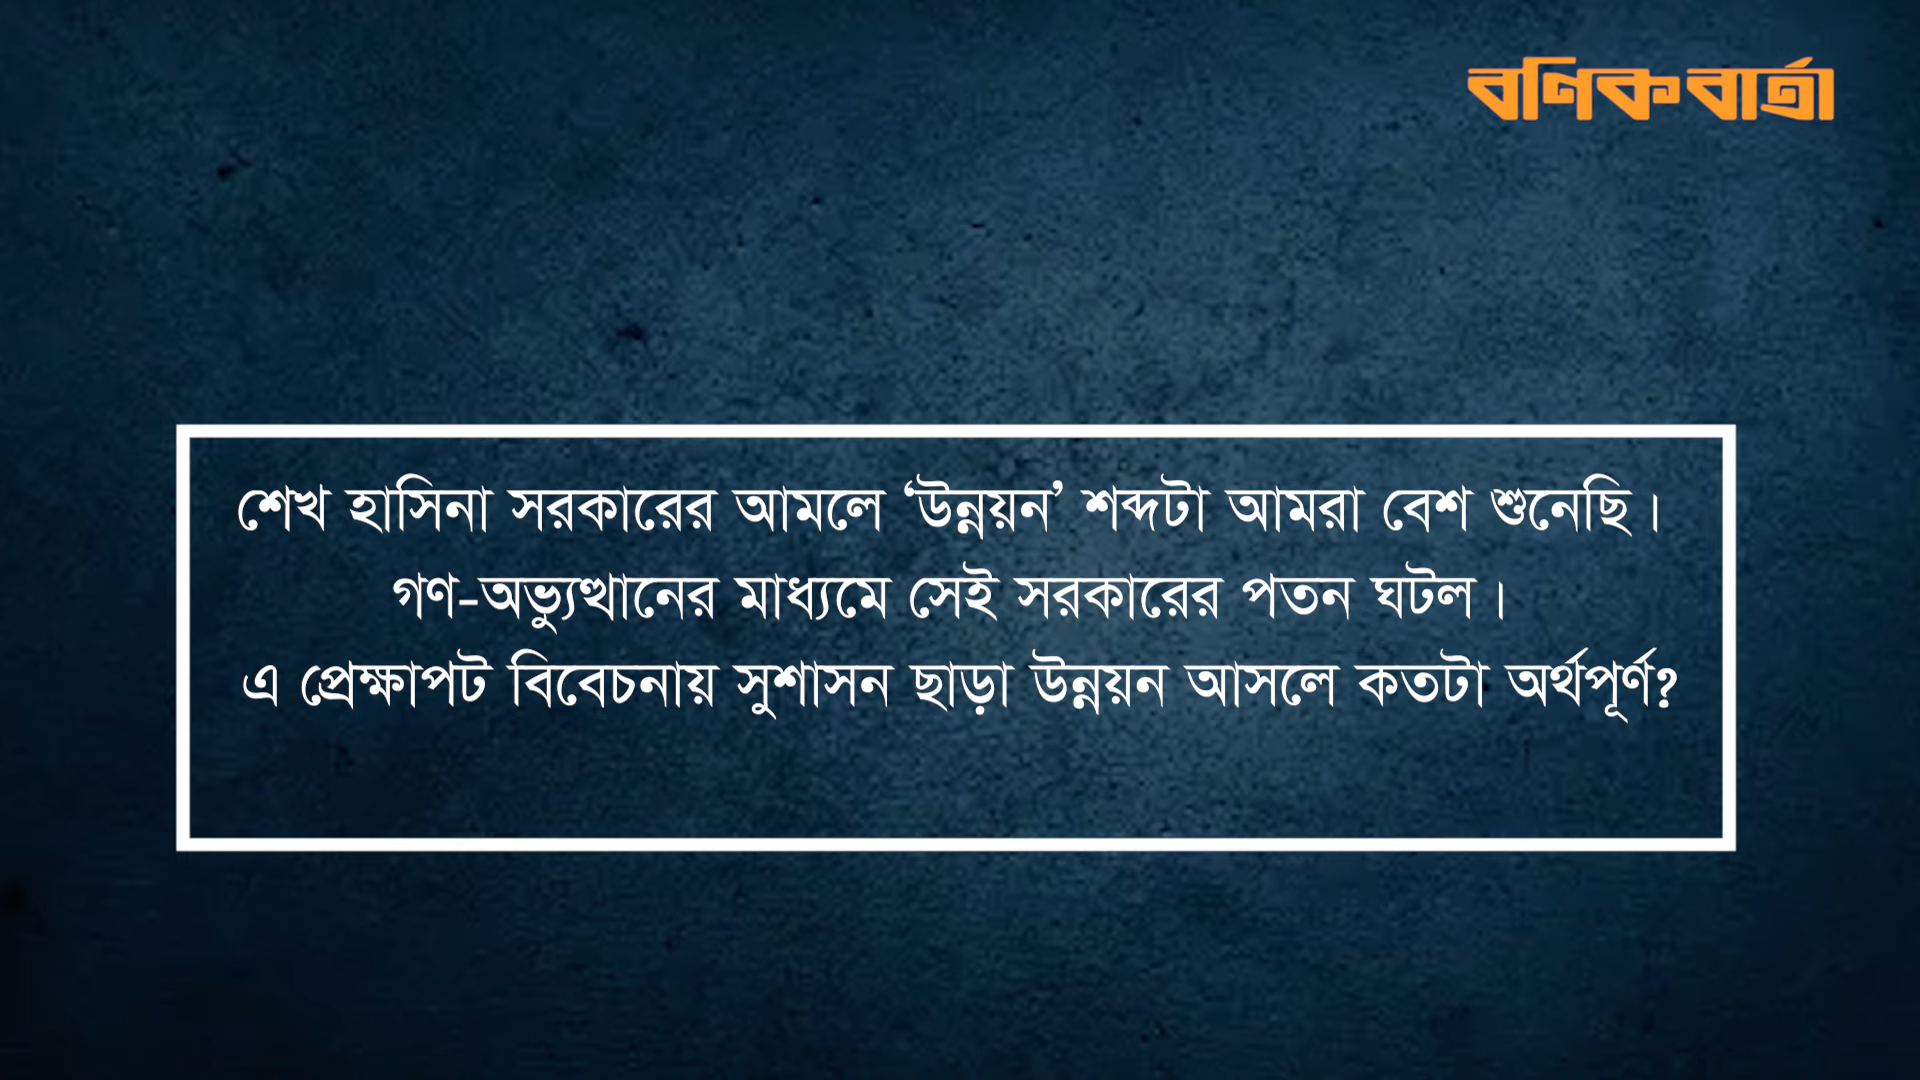 বণিক বার্তা
শেখ হাসিনা সরকারের আমলে ‘উন্নয়ন’ শব্দটা আমরা বেশ শুনেছি।
গণ-অভ্যুত্থানের মাধ্যমে সেই সরকারের পতন ঘটল।
এ প্রেক্ষাপট বিবেচনায় সুশাসন ছাড়া উন্নয়ন আসলে কতটা অর্থপূর্ণ?